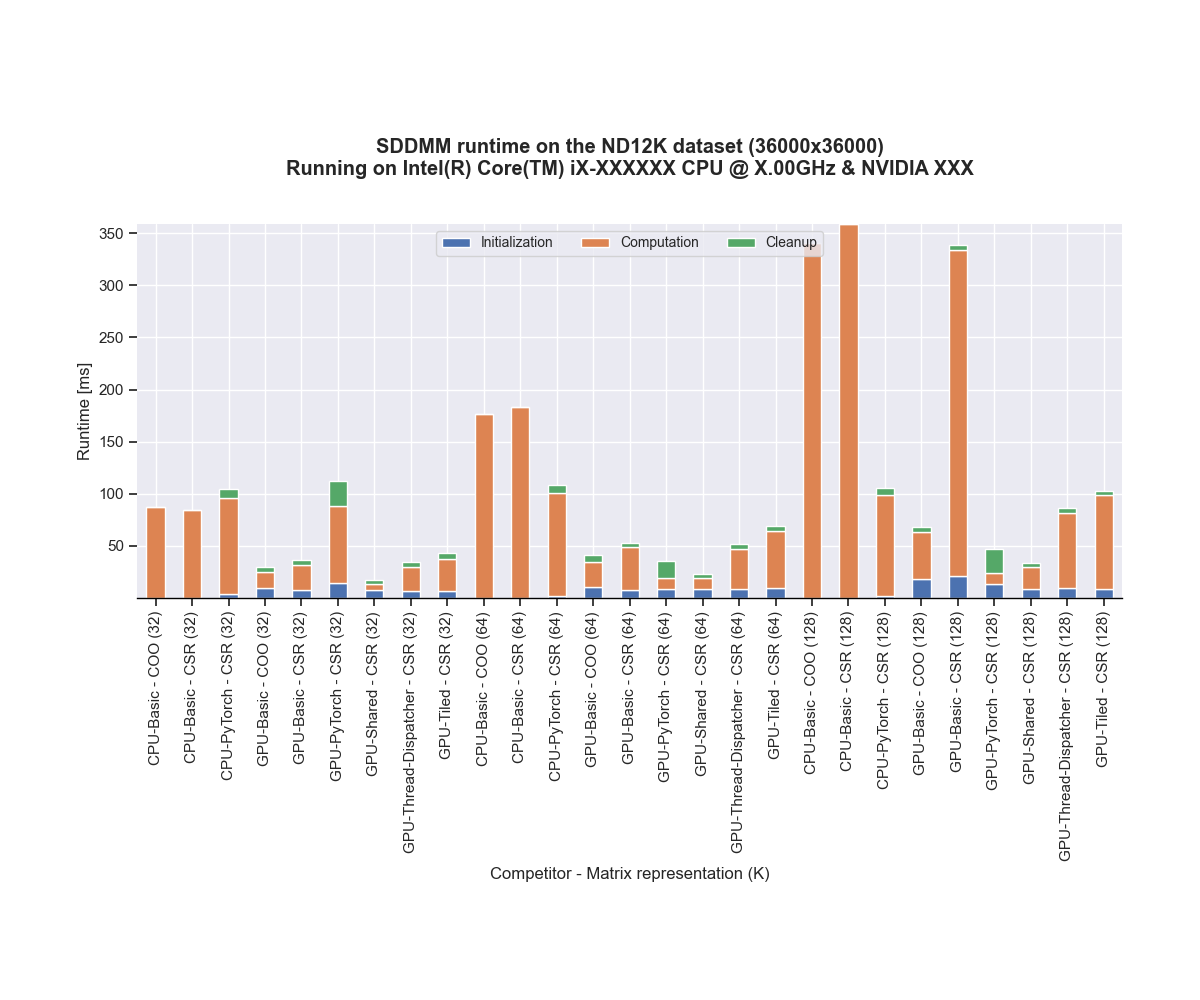 SDDMM runtime on the ND12K dataset (36000x36000)
Running on Intel(R) Core(TM) iX-XXXXXX CPU @ X.00GHz & NVIDIA XXX
Initialization
Computation
Cleanup
Runtime [ms]
350
300
250
200
150
100
50
CPU-Basic - COO (32)
CPU-Basic - CSR (32)
CPU-PyTorch - CSR (32)
GPU-Basic - COO (32)
GPU-Basic - CSR (32)
GPU-PyTorch - CSR (32)
GPU-Shared - CSR (32)
GPU-Thread-Dispatcher - CSR (32)
GPU-Tiled - CSR (32)
CPU-Basic - COO (64)
CPU-Basic - CSR (64)
CPU-PyTorch - CSR (64)
GPU-Basic - COO (64)
GPU-Basic - CSR (64)
GPU-PyTorch - CSR (64)
GPU-Shared - CSR (64)
GPU-Thread-Dispatcher - CSR (64)
GPU-Tiled - CSR (64)
CPU-Basic - COO (128)
CPU-Basic - CSR (128)
CPU-PyTorch - CSR (128)
GPU-Basic - COO (128)
GPU-Basic - CSR (128)
GPU-PyTorch - CSR (128)
GPU-Shared - CSR (128)
GPU-Thread-Dispatcher - CSR (128)
GPU-Tiled - CSR (128)
Competitor - Matrix representation (K)